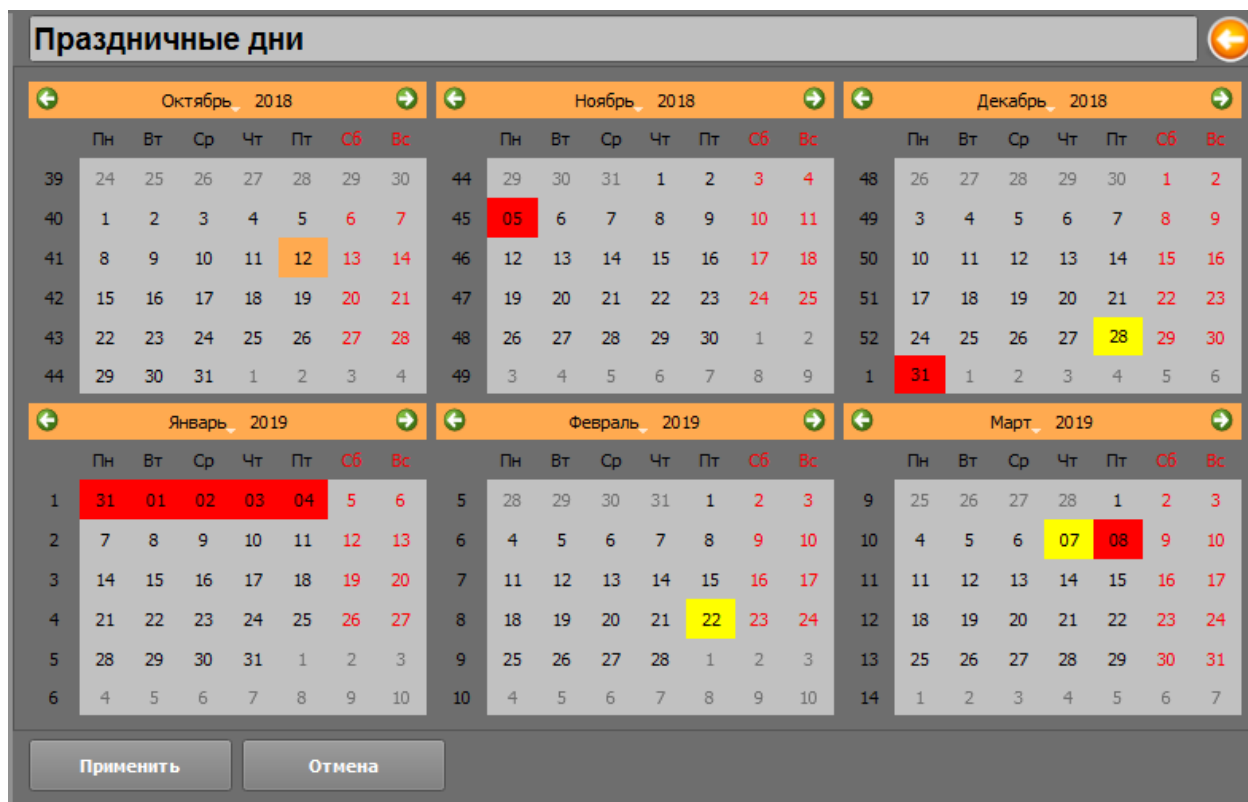 Праздничные дни
Октябрь 2018 Ноябрь 2018 Декабрь 2018
Пн Вт Ср Чт Пт Сб Вс Пн Вт Ср Чт Пт Сб Вс Пн Вт Ср Чт Пт Сб Вс
39 24 25 26 27 28 29 30 44 29 30 31 1 2 3 4 48 26 27 28 29 30 1 2
40 1 2 3 4 5 6 7 45 05 6 7 8 9 10 11 49 3 4 5 6 7 8 9
41 8 9 10 11 12 13 14 46 12 13 14 15 16 17 18 50 10 11 12 13 14 15 16
42 15 16 17 18 19 20 21 47 19 20 21 22 23 24 25 51 17 18 19 20 21 22 23
43 22 23 24 25 26 27 28 48 26 27 28 29 30 1 2 52 24 25 26 27 28 29 30
44 29 30 31 1 2 3 4 49 3 4 5 6 7 8 9 1 31 1 2 3 4 5 6
Январь 2019 Февраль 2019 Март 2019
Пн Вт Ср Чт Пт Сб Вс Пн Вт Ср Чт Пт Сб Вс Пн Вт Ср Чт Пт Сб Вс
1 31 01 02 03 04 5 6 5 28 29 30 31 1 2 3 9 25 26 27 28 1 2 3
2 7 8 9 10 11 12 13 6 4 5 6 7 8 9 10 10 4 5 6 07 08 9 10
3 14 15 16 17 18 19 20 7 11 12 13 14 15 16 17 11 11 12 13 14 15 16 17
4 21 22 23 24 25 26 27 8 18 19 20 21 22 23 24 12 18 19 20 21 22 23 24
5 28 29 30 31 1 2 3 9 25 26 27 28 1 2 3 13 25 26 27 28 29 30 31
6 4 5 6 7 8 9 10 10 4 5 6 7 8 9 10 14 1 2 3 4 5 6 7
Применить Отмена